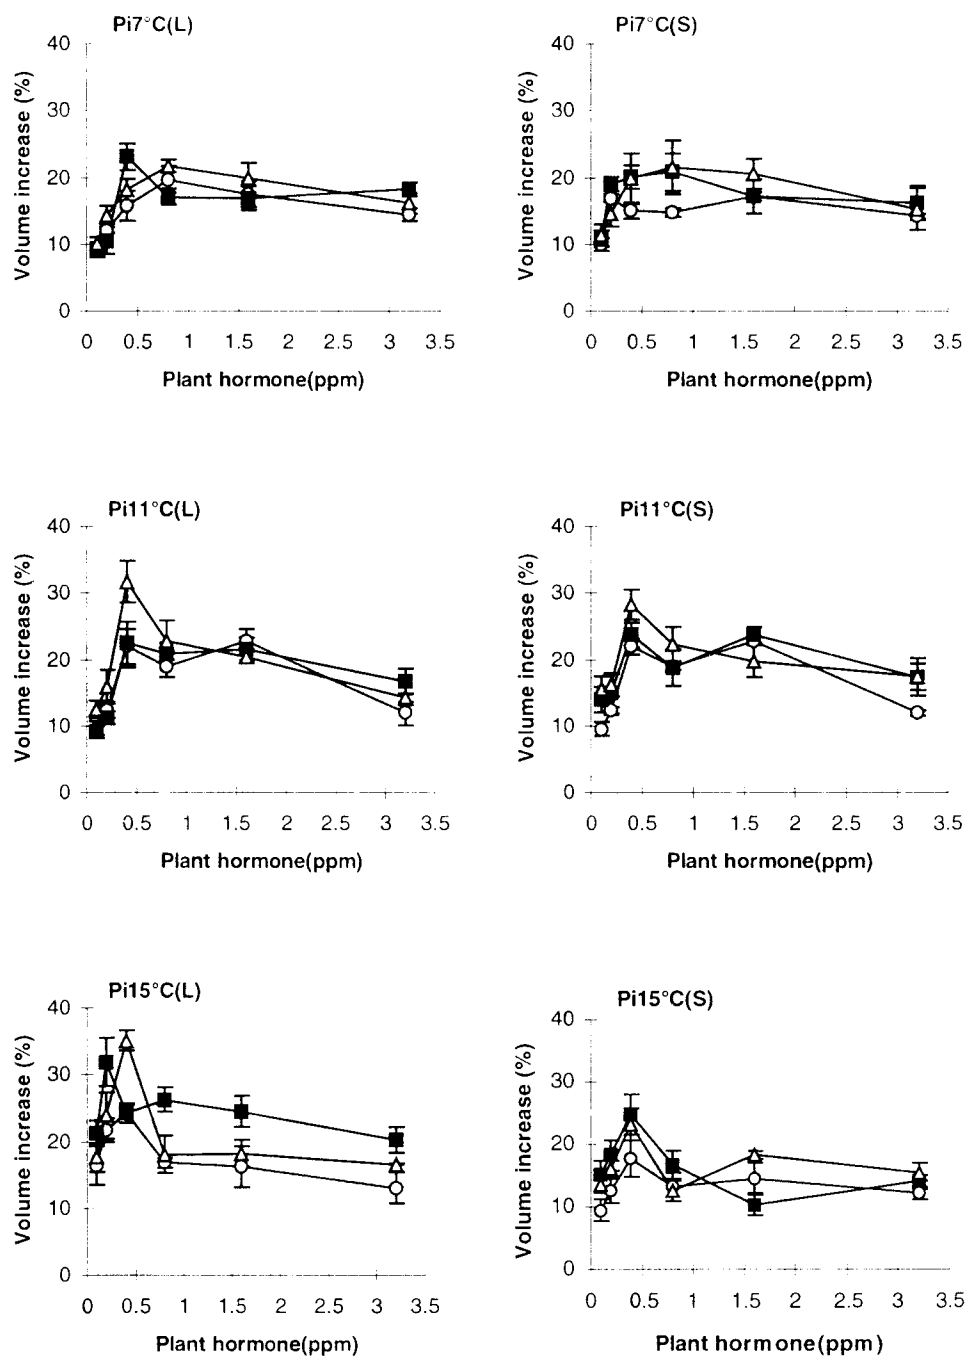 Pi7°C(L)
40
30
20
10
0
Volume increase (%)
0 0.5 1 1.5 2 2.5 3 3.5
Plant hormone(ppm)
Pi7°C(S)
40
30
20
10
0
Volume increase (%)
0 0.5 1 1.5 2 2.5 3 3.5
Plant hormone(ppm)
Pi11°C(L)
40
30
20
10
0
Volume increase (%)
0 0.5 1 1.5 2 2.5 3 3.5
Plant hormone(ppm)
Pi11°C(S)
40
30
20
10
0
Volume increase (%)
0 0.5 1 1.5 2 2.5 3 3.5
Plant hormone(ppm)
Pi15°C(L)
40
30
20
10
0
Volume increase (%)
0 0.5 1 1.5 2 2.5 3 3.5
Plant hormone(ppm)
Pi15°C(S)
40
30
20
10
0
Volume increase (%)
0 0.5 1 1.5 2 2.5 3 3.5
Plant hormone(ppm)